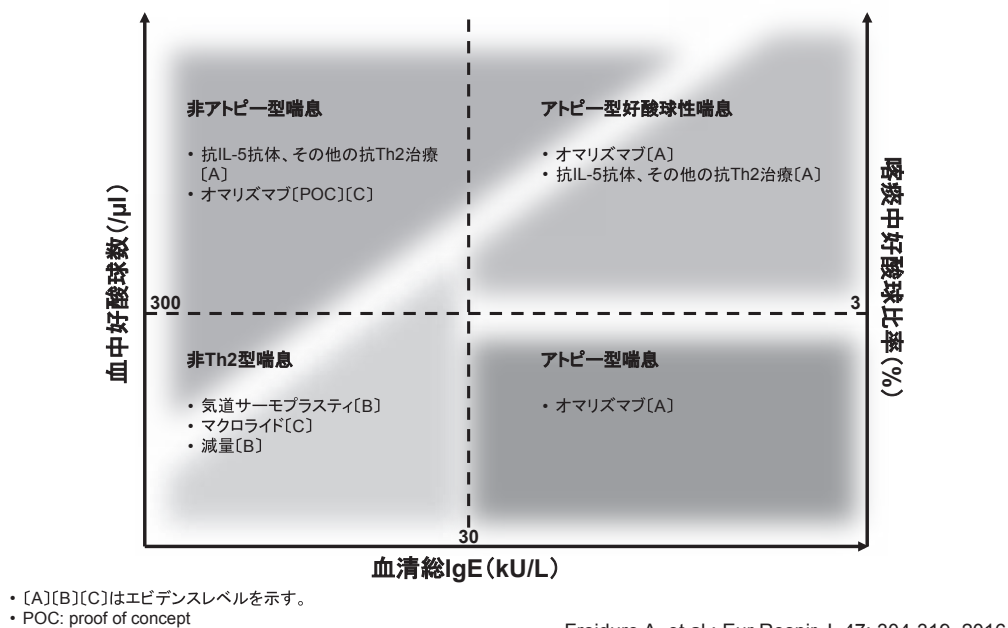 血中好酸球数(/μl)
喀痰中好酸球比率(%)
非アトピー型喘息
・抗IL-5抗体、その他の抗Th2治療
〔A〕
・オマリズマブ〔POC〕〔C〕
アトピー型好酸球性喘息
・オマリズマブ〔A〕
・抗IL-5抗体、その他の抗Th2治療〔A〕
300
3
非Th2型喘息
・気道サーモプラスティ〔B〕
・マクロライド〔C〕
・減量〔B〕
アトピー型喘息
・オマリズマブ〔A〕
30
血清総IgE(kU/L)
・〔A〕〔B〕〔C〕はエビデンスレベルを示す。
・POC: proof of concept